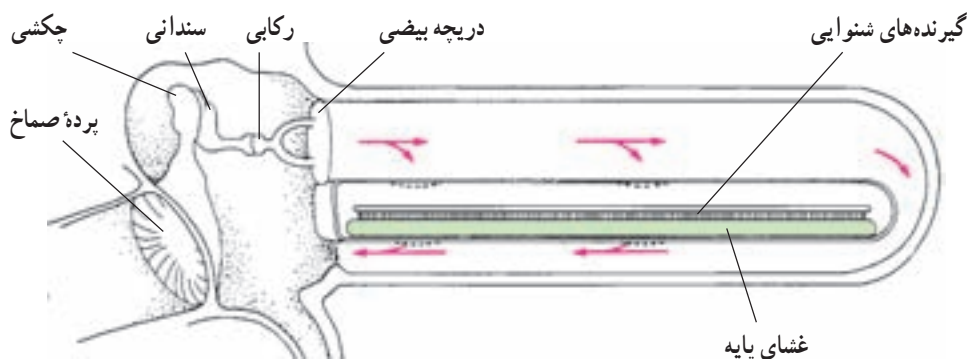 گیرنده‌های شنوایی
دریچه بیضی
رکابی
سندانی
چکشی
پردهٔ صماخ
غشای پایه